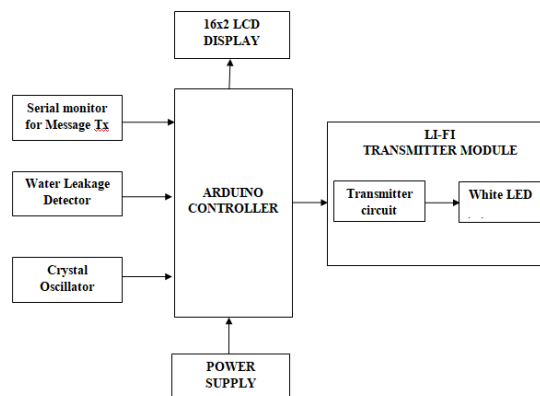 16x2 LCD
DISPLAY
Serial monitor
for Message Tx
Water Leakage
Detector
Crystal
Oscillator
ARDUINO
CONTROLLER
POWER
SUPPLY
LI-FI
TRANSMITTER MODULE
Transmitter
circuit
White LED